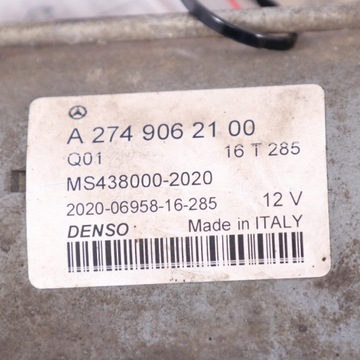 A 274 906 21 00
Q01 16 T 285
MS438000-2020
2020-06958-16-285 12 V
DENSO Made in ITALY